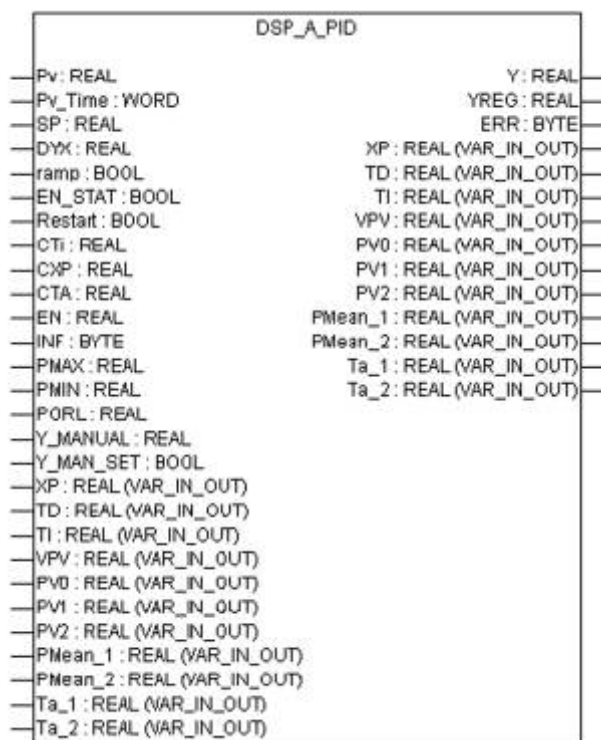 DSP_A_PID
Pv : REAL
Y : REAL
Pv_Time : WORD
YREG : REAL
SP : REAL
ERR : BYTE
DYX : REAL
XP : REAL (VAR_IN_OUT)
ramp : BOOL
TD : REAL (VAR_IN_OUT)
EN_STAT : BOOL
TI : REAL (VAR_IN_OUT)
Restart : BOOL
VPV : REAL (VAR_IN_OUT)
CTi : REAL
PV0 : REAL (VAR_IN_OUT)
CXP : REAL
PV1 : REAL (VAR_IN_OUT)
CTA : REAL
PV2 : REAL (VAR_IN_OUT)
EN : REAL
PMean_1 : REAL (VAR_IN_OUT)
INF : BYTE
PMean_2 : REAL (VAR_IN_OUT)
PMAX : REAL
Ta_1 : REAL (VAR_IN_OUT)
PMIN : REAL
Ta_2 : REAL (VAR_IN_OUT)
PORL : REAL
Y_MANUAL : REAL
Y_MAN_SET : BOOL
XP : REAL (VAR_IN_OUT)
TD : REAL (VAR_IN_OUT)
TI : REAL (VAR_IN_OUT)
VPV : REAL (VAR_IN_OUT)
PV0 : REAL (VAR_IN_OUT)
PV1 : REAL (VAR_IN_OUT)
PV2 : REAL (VAR_IN_OUT)
PMean_1 : REAL (VAR_IN_OUT)
PMean_2 : REAL (VAR_IN_OUT)
Ta_1 : REAL (VAR_IN_OUT)
Ta_2 : REAL (VAR_IN_OUT)